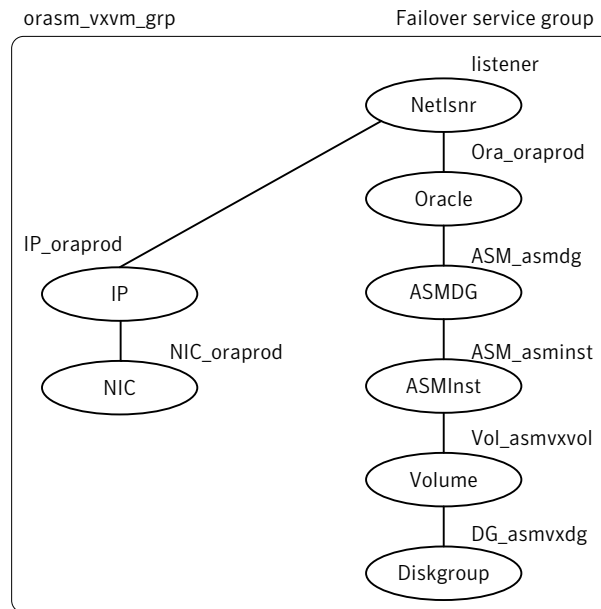 orasm_vxvm_grp
Failover service group
listener
Netlsnr
Ora_oraprod
Oracle
IP_oraprod
ASM_asmdg
IP
ASMDG
NIC_oraprod
ASM_asminst
NIC
ASMInst
Vol_asmvxvol
Volume
DG_asmvxdg
Diskgroup